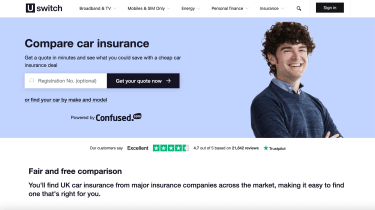 Uswitch
Broadband & TV
Mobiles & SIM Only
Energy
Personal finance
Insurance
Sign in
Compare car insurance
Get a quote in minutes and see what you could save with a cheap car
insurance deal
Registration No. (optional)
Get your quote now →
or find your car by make and model
Powered by Confused.com
Our customers say Excellent 4.7 out of 5 based on 21,842 reviews Trustpilot
Fair and free comparison
You'll find UK car insurance from major insurance companies across the market, making it easy to find
one that's right for you.